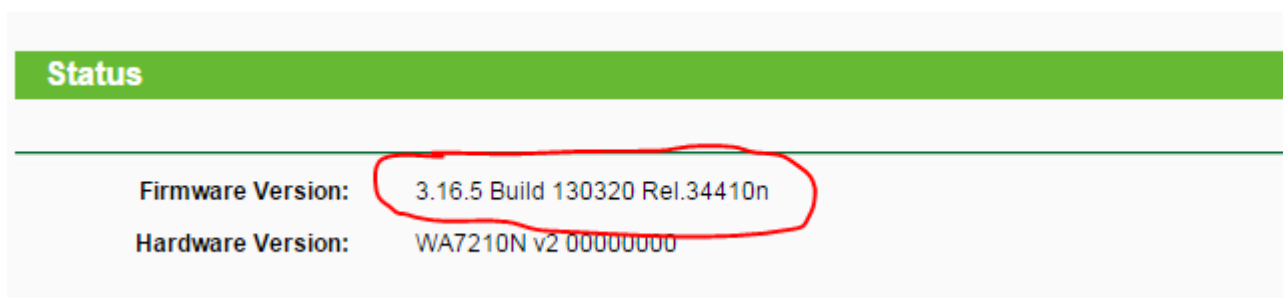 Status
Firmware Version: 3.16.5 Build 130320 Rel.34410n
Hardware Version: WA7210N v2 00000000